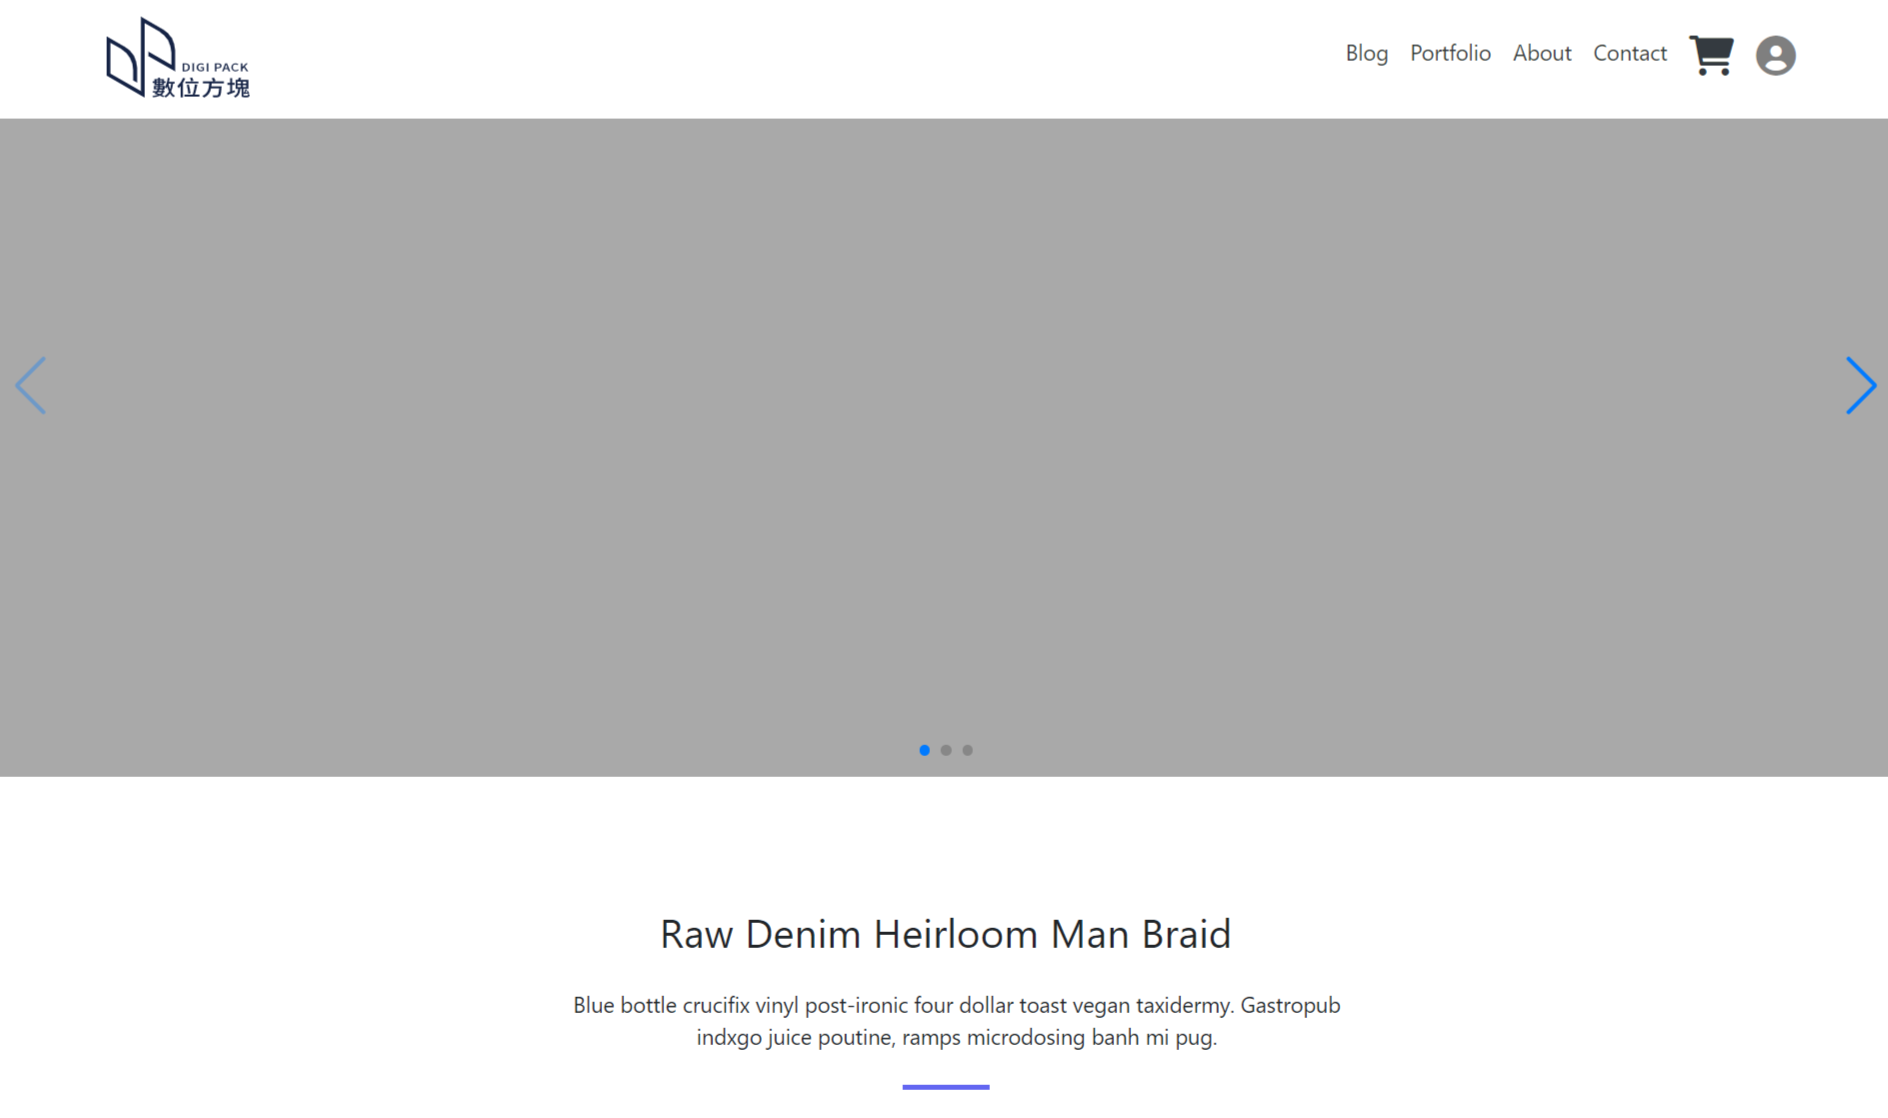 DIGI PACK
數位方塊
Blog Portfolio About Contact
Raw Denim Heirloom Man Braid
Blue bottle crucifix vinyl post-ironic four dollar toast vegan taxidermy. Gastropub
indxgo juice poutine, ramps microdosing banh mi pug.